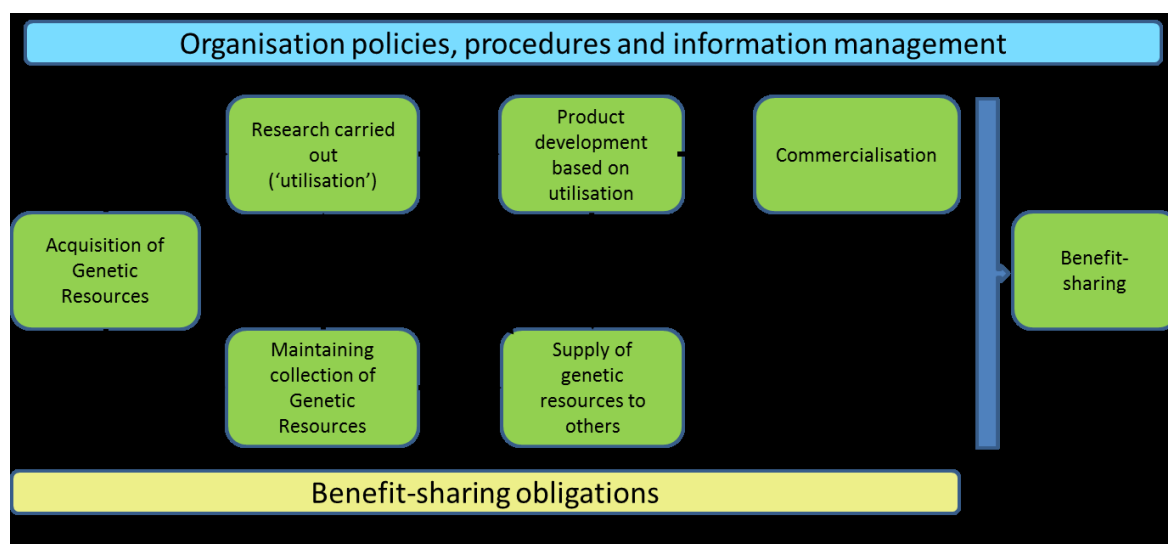 Organisation policies, procedures and information management
Research carried
out
(‘utilisation’)
Product
development
based on
utilisation
Commercialisation
Acquisition of
Genetic
Resources
Benefit-
sharing
Maintaining
collection of
Genetic
Resources
Supply of
genetic
resources to
others
Benefit-sharing obligations